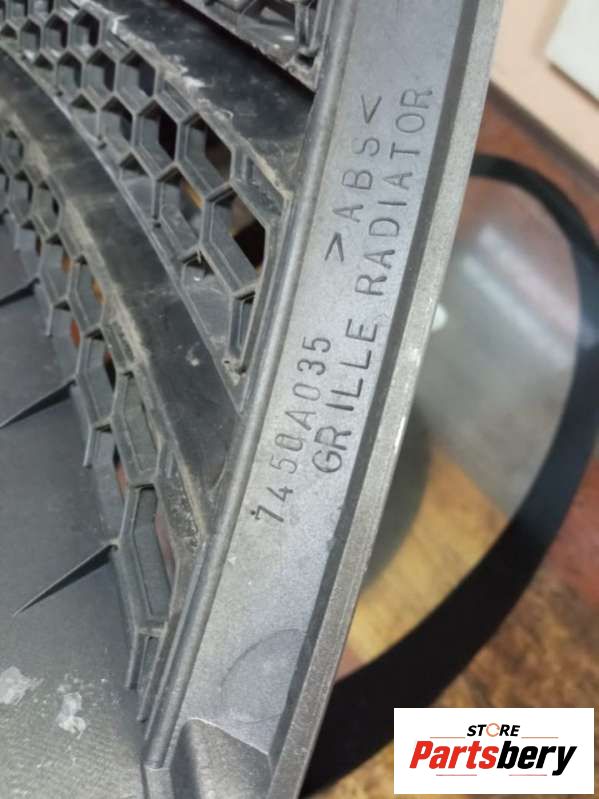 7450A035 >ABS<
GRILLE RADIATOR
STORE
Partsbery